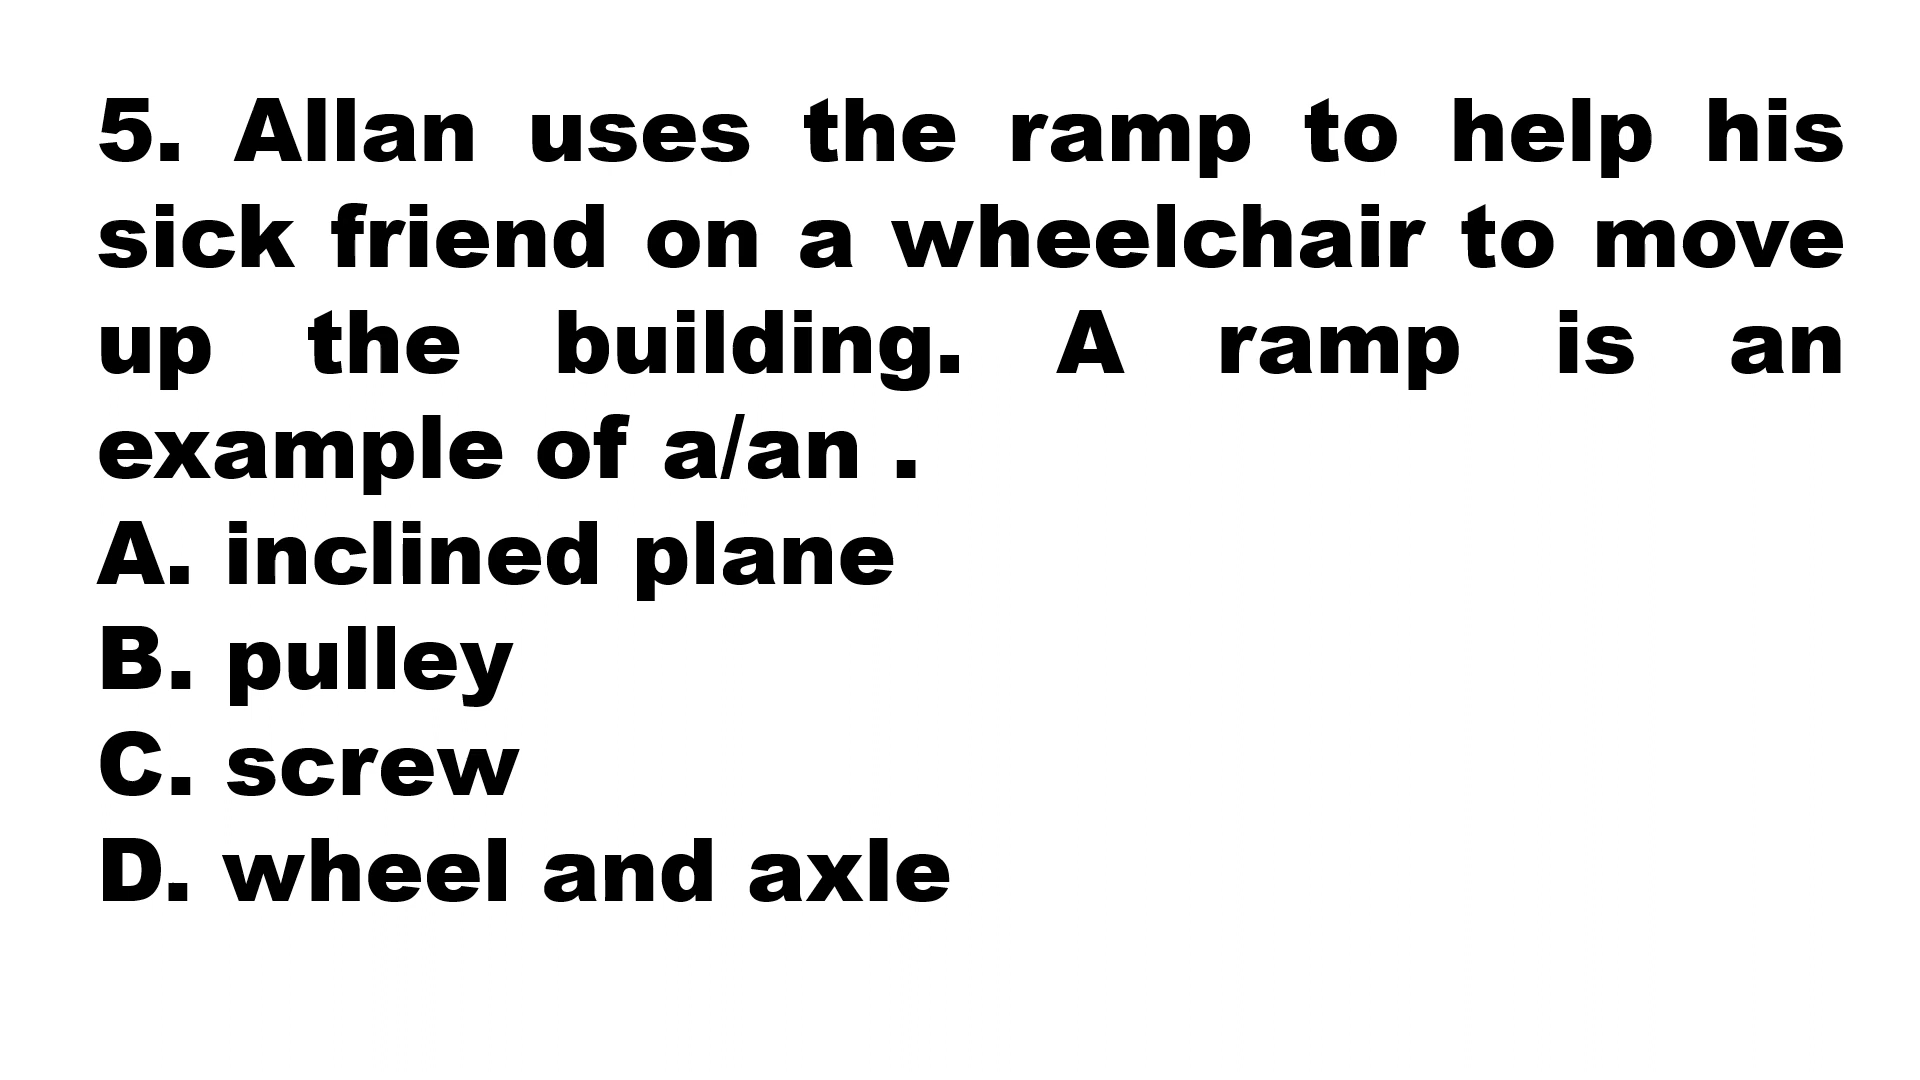 5. Allan uses the ramp to help his
sick friend on a wheelchair to move
up the building. A ramp is an
example of a/an .
A. inclined plane
B. pulley
C. screw
D. wheel and axle